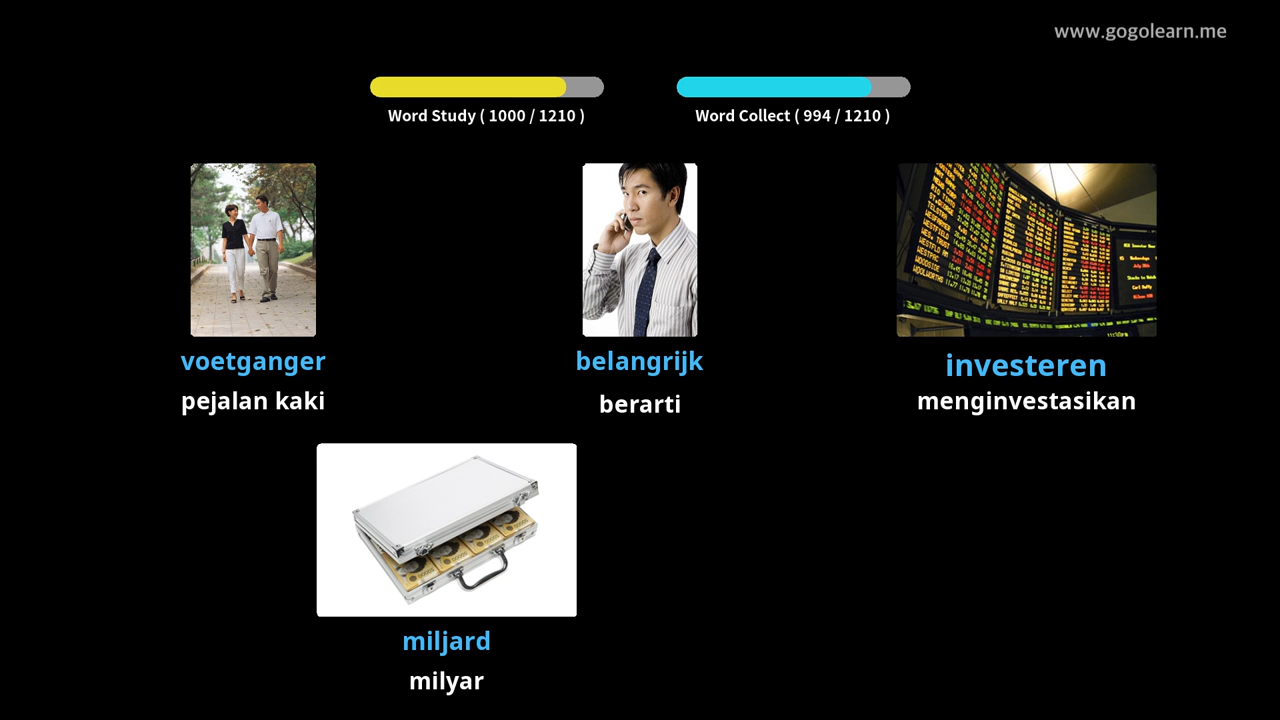 www.gogolearn.me
Word Study ( 1000 / 1210 )
Word Collect ( 994 / 1210 )
voetganger
belangrijk
investeren
pejalan kaki
berarti
menginvestasikan
miljard
milyar